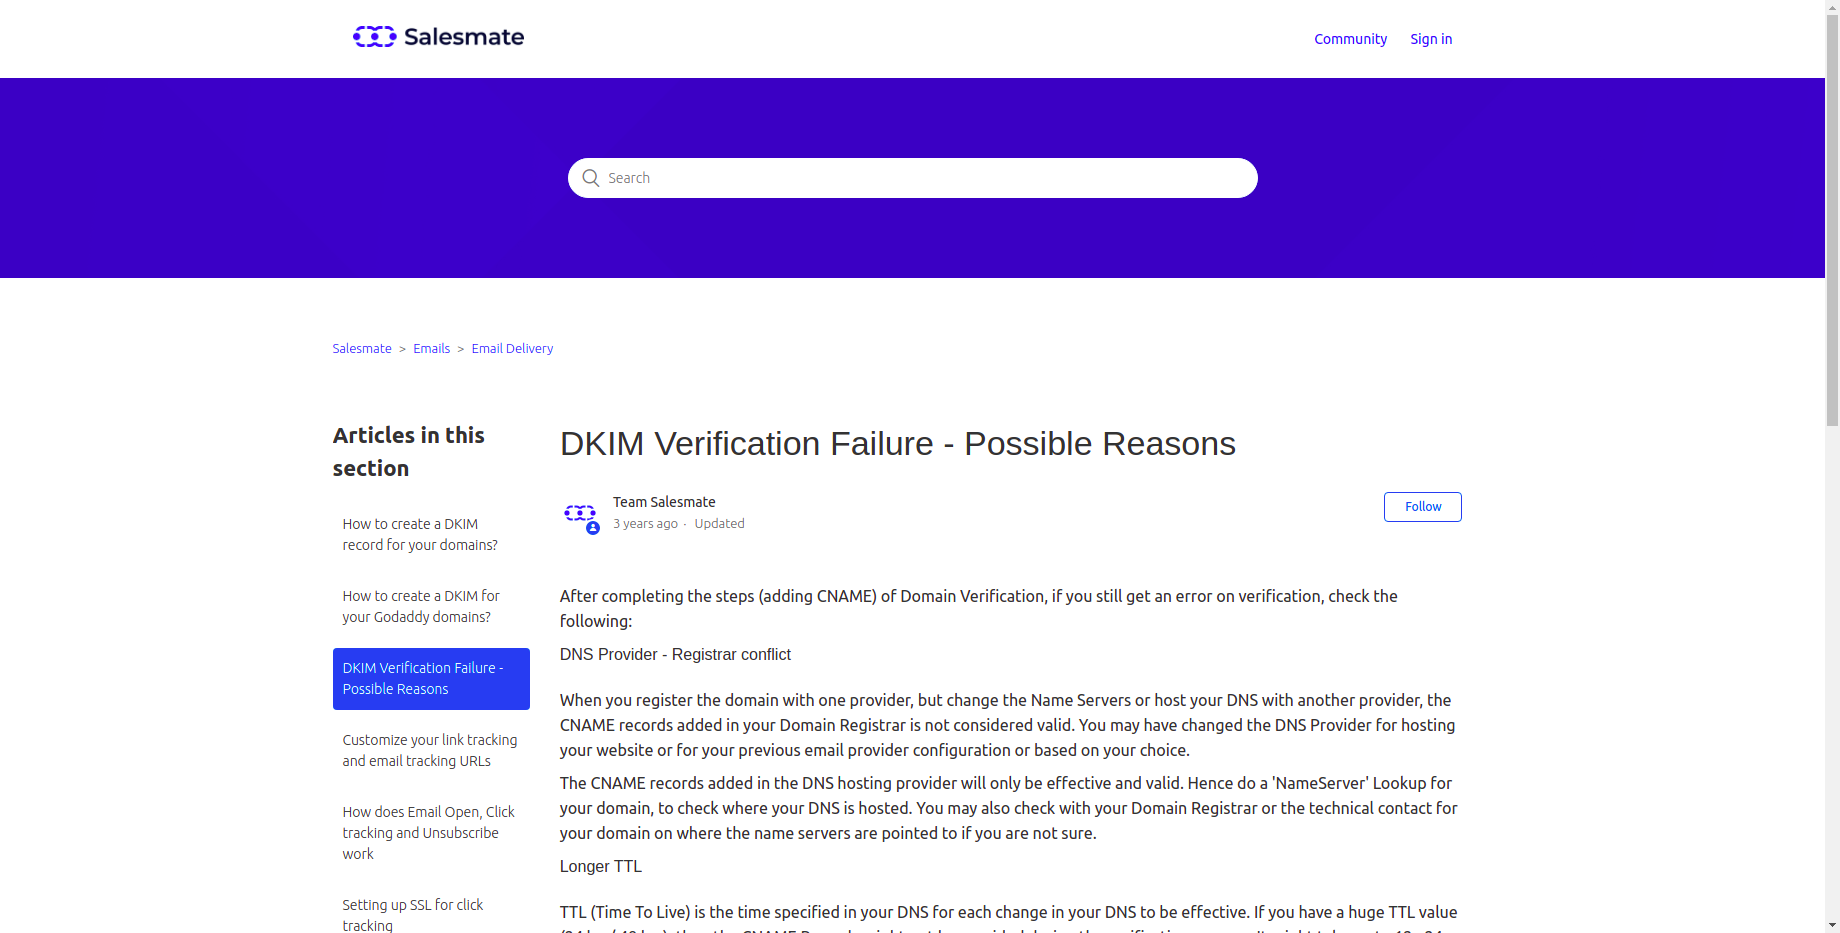 Salesmate
Community
Sign in
Search
Salesmate > Emails > Email Delivery
Articles in this
section
How to create a DKIM
record for your domains?
How to create a DKIM for
your Godaddy domains?
DKIM Verification Failure -
Possible Reasons
Customize your link tracking
and email tracking URLs
How does Email Open, Click
tracking and Unsubscribe
work
Setting up SSL for click
tracking
DKIM Verification Failure - Possible Reasons
Team Salesmate
3 years ago · Updated
Follow
After completing the steps (adding CNAME) of Domain Verification, if you still get an error on verification, check the
following:
DNS Provider - Registrar conflict
When you register the domain with one provider, but change the Name Servers or host your DNS with another provider, the
CNAME records added in your Domain Registrar is not considered valid. You may have changed the DNS Provider for hosting
your website or for your previous email provider configuration or based on your choice.
The CNAME records added in the DNS hosting provider will only be effective and valid. Hence do a 'NameServer' Lookup for
your domain, to check where your DNS is hosted. You may also check with your Domain Registrar or the technical contact for
your domain on where the name servers are pointed to if you are not sure.
Longer TTL
TTL (Time To Live) is the time specified in your DNS for each change in your DNS to be effective. If you have a huge TTL value